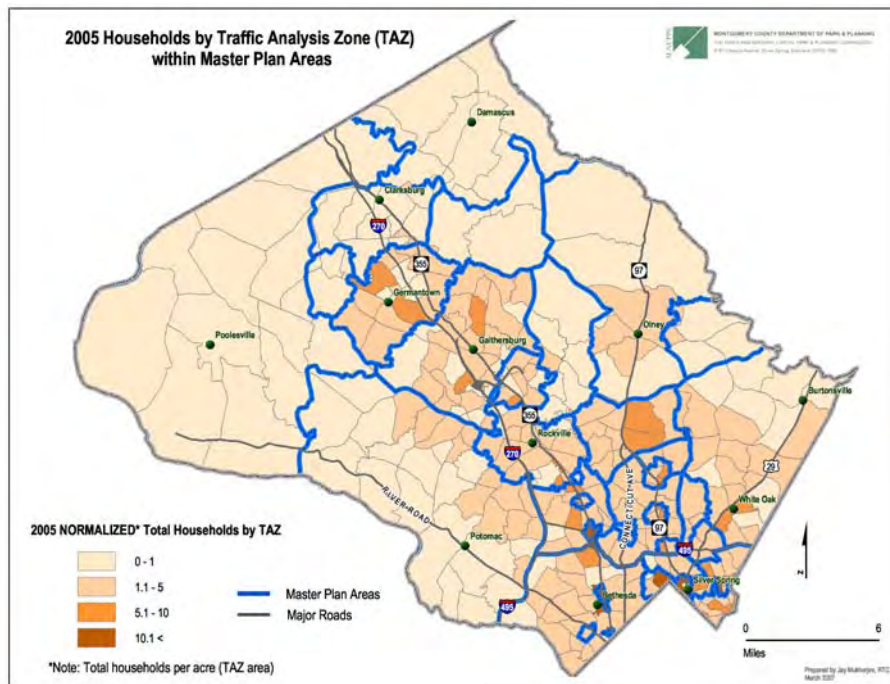 2005 Households by Traffic Analysis Zone (TAZ)
within Master Plan Areas
MONTGOMERY COUNTY DEPARTMENT OF PARK & PLANNING
Damascus
Clarksburg
270
355
97
Germantown
Poolesville
Gaithersburg
Olney
Burtonsville
355
Rockville
270
29
CONNECTICUT AVE
RIVER ROAD
White Oak
97
Potomac
495
Silver Spring
Bethesda
495
2005 NORMALIZED* Total Households by TAZ
0 - 1
1.1 - 5
5.1 - 10
10.1 <
Master Plan Areas
Major Roads
*Note: Total households per acre (TAZ area)
N
0 6
Miles
March 2007